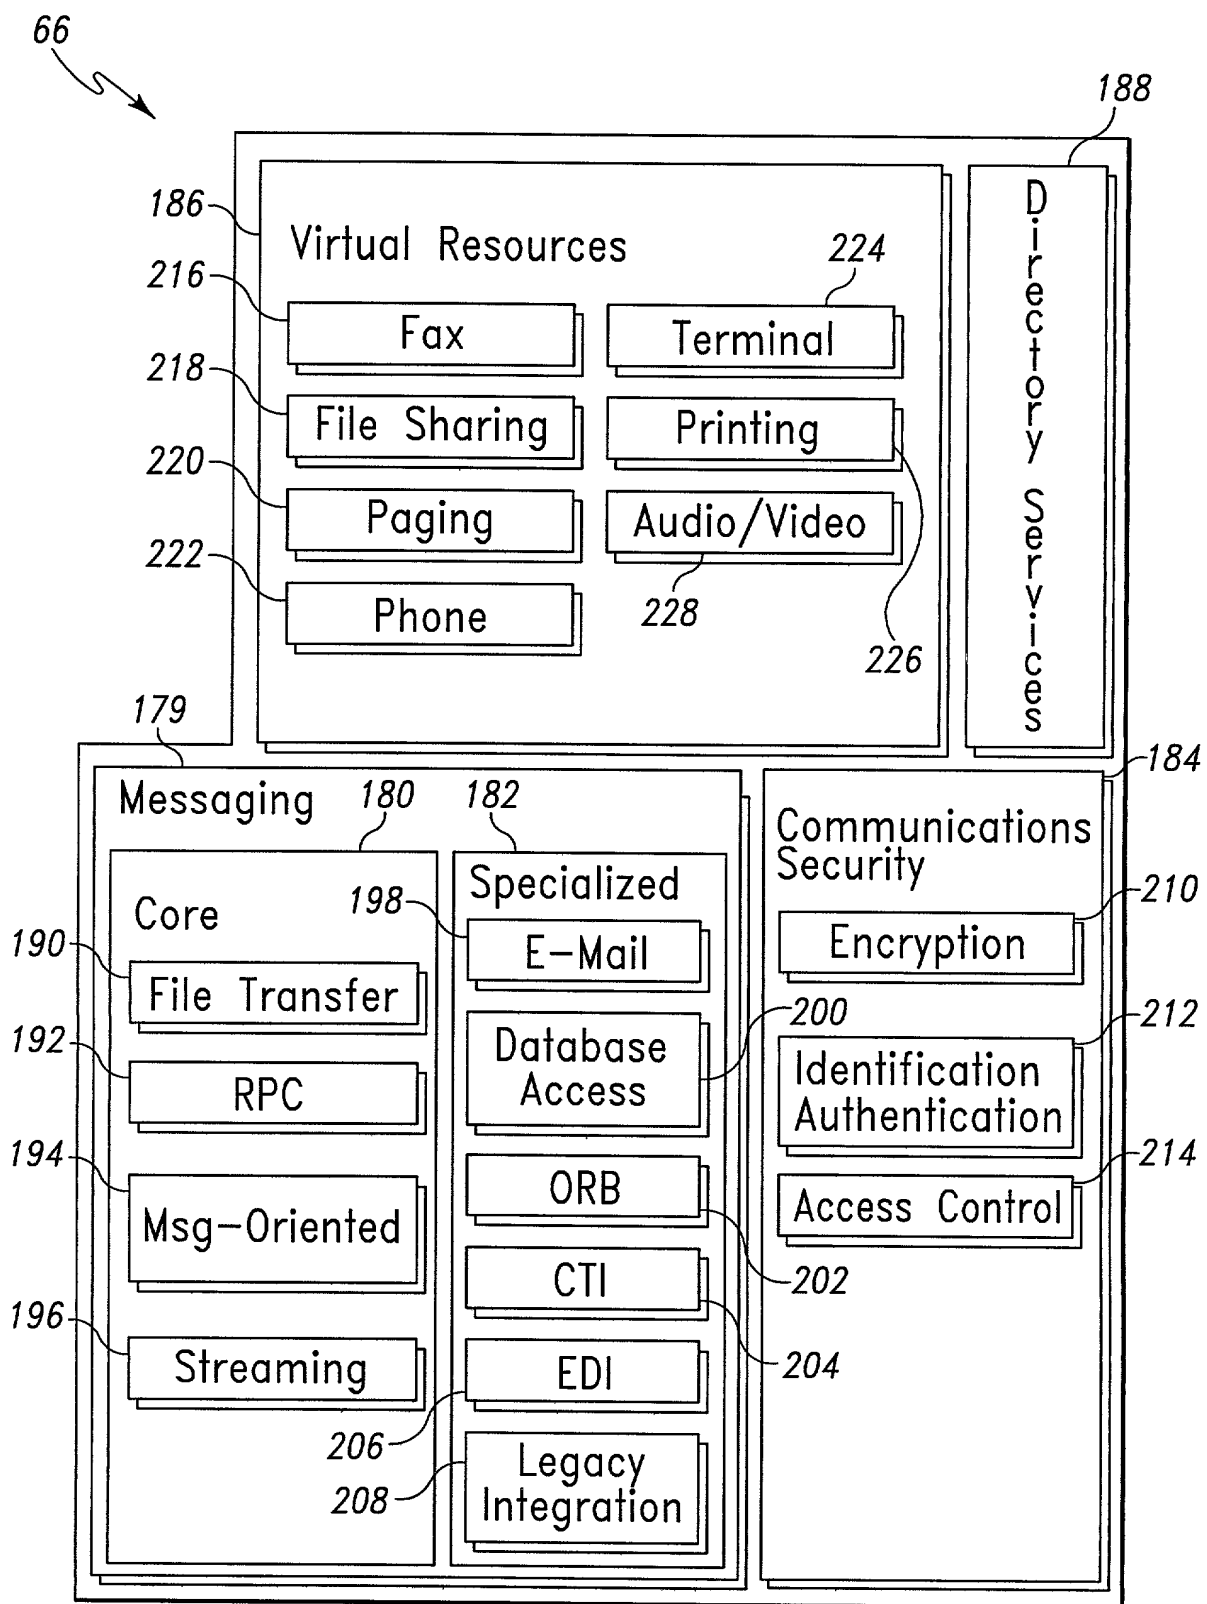 66
188
186
Virtual Resources
224
216
Fax
Terminal
218
File Sharing
Printing
220
Paging
Audio/Video
222
Phone
228
226
Directory Services
179
184
Messaging
180
182
Communications
Security
Core
198
Specialized
210
190
E-Mail
Encryption
File Transfer
200
212
192
RPC
Database
Access
Identification
Authentication
194
214
Msg-Oriented
ORB
Access Control
202
CTI
196
204
Streaming
EDI
206
208
Legacy
Integration